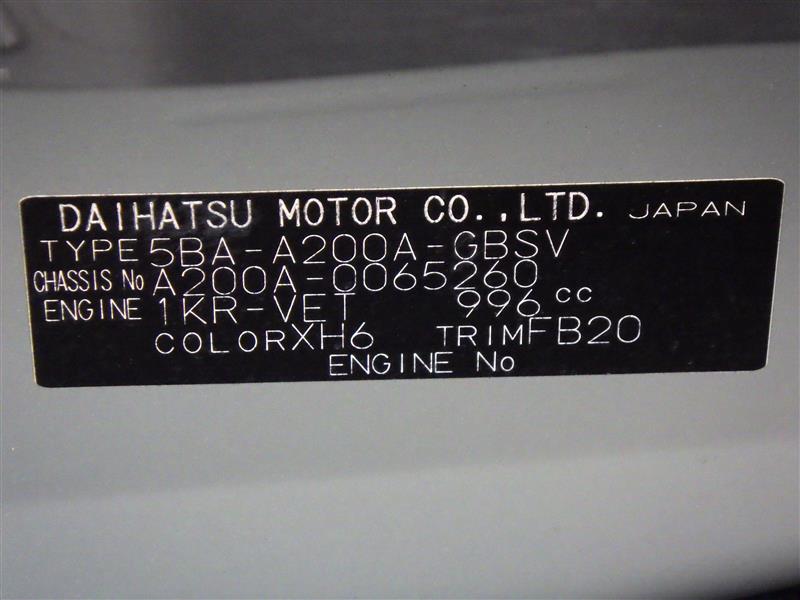 DAIHATSU MOTOR CO.,LTD. JAPAN
TYPE 5BA-A200A-GBSV
CHASSIS No A200A-0065260
ENGINE 1KR-VET 996 cc
COLOR XH6 TRIM FB20
ENGINE No